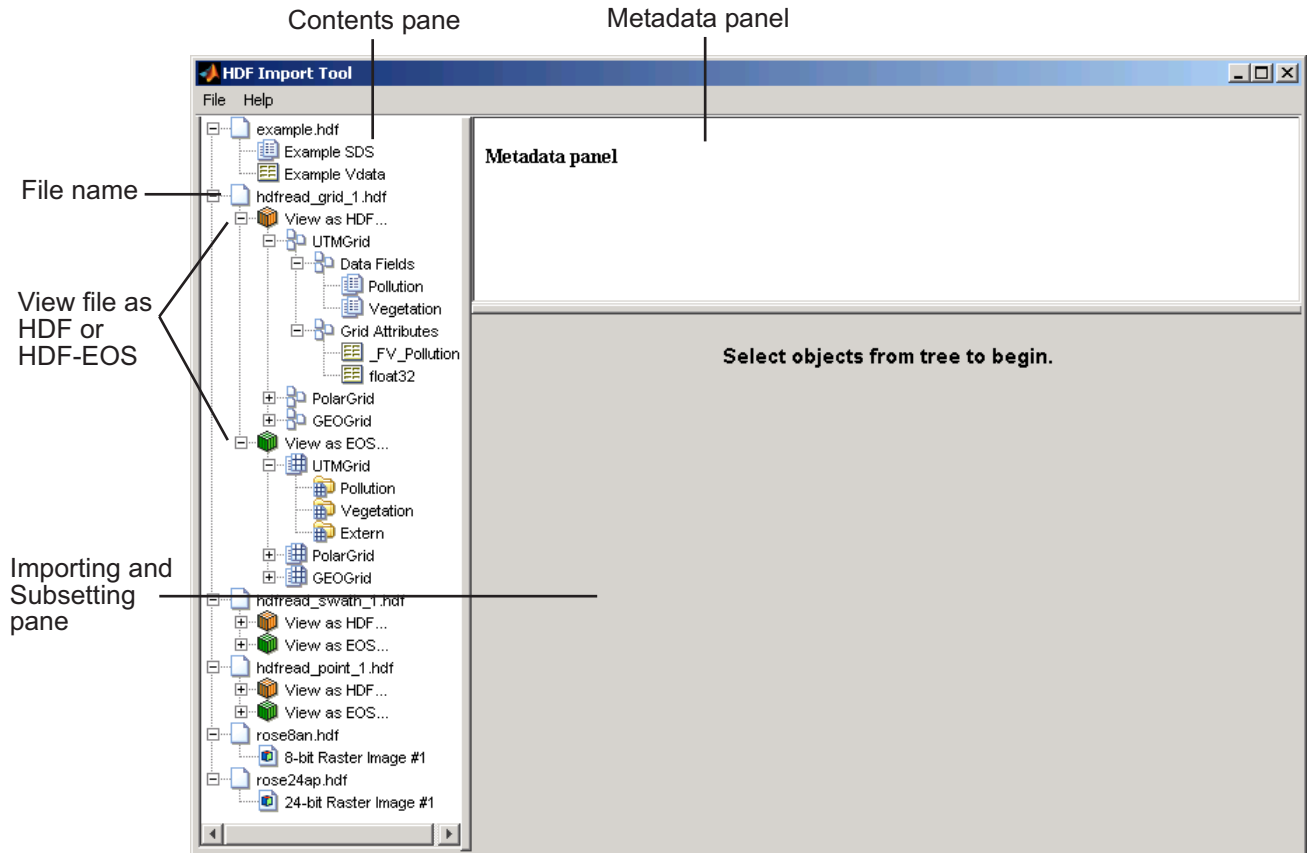 Contents pane
Metadata panel
HDF Import Tool
File Help
example.hdf
Example SDS
Example Vdata
hdfread_grid_1.hdf
View as HDF...
UTMGrid
Data Fields
Pollution
Vegetation
Grid Attributes
_FV_Pollution
float32
PolarGrid
GEOGrid
View as EOS...
UTMGrid
Pollution
Vegetation
Extern
PolarGrid
GEOGrid
hdfread_swath_1.hdf
View as HDF...
View as EOS...
hdfread_point_1.hdf
View as HDF...
View as EOS...
rose8an.hdf
8-bit Raster Image #1
rose24ap.hdf
24-bit Raster Image #1
Metadata panel
Select objects from tree to begin.
File name
View file as
HDF or
HDF-EOS
Importing and
Subsetting
pane